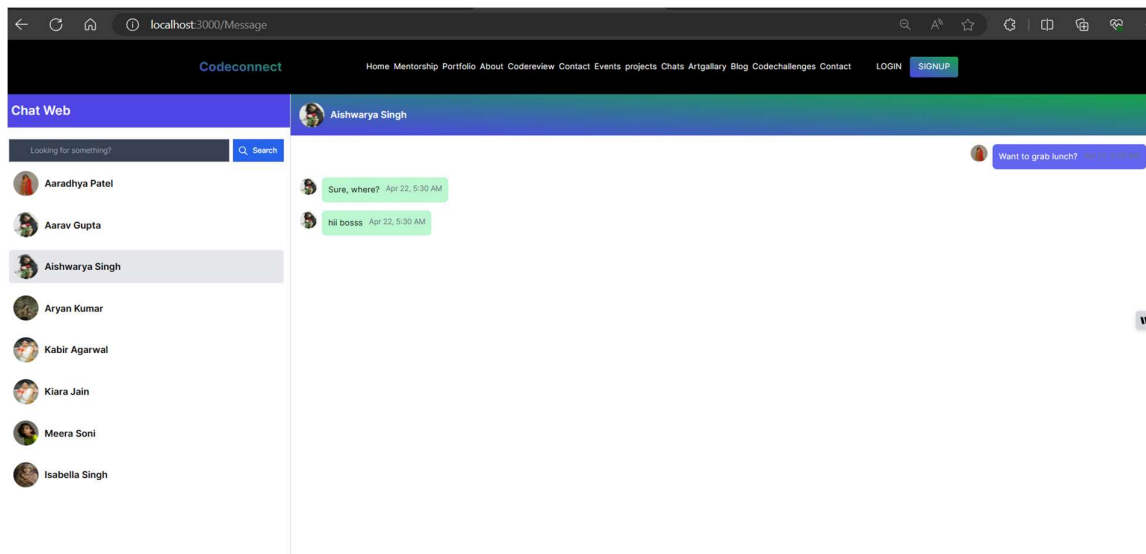 localhost:3000/Message
Codeconnect
Home Mentorship Portfolio About Codereview Contact Events projects Chats Artgallary Blog Codechallenges Contact
LOGIN
SIGNUP
Chat Web
Aishwarya Singh
Looking for something?
Search
Want to grab lunch?
Aaradhya Patel
Sure, where? Apr 22, 5:30 AM
Aarav Gupta
hii bosss Apr 22, 5:30 AM
Aishwarya Singh
Aryan Kumar
Kabir Agarwal
Kiara Jain
Meera Soni
Isabella Singh